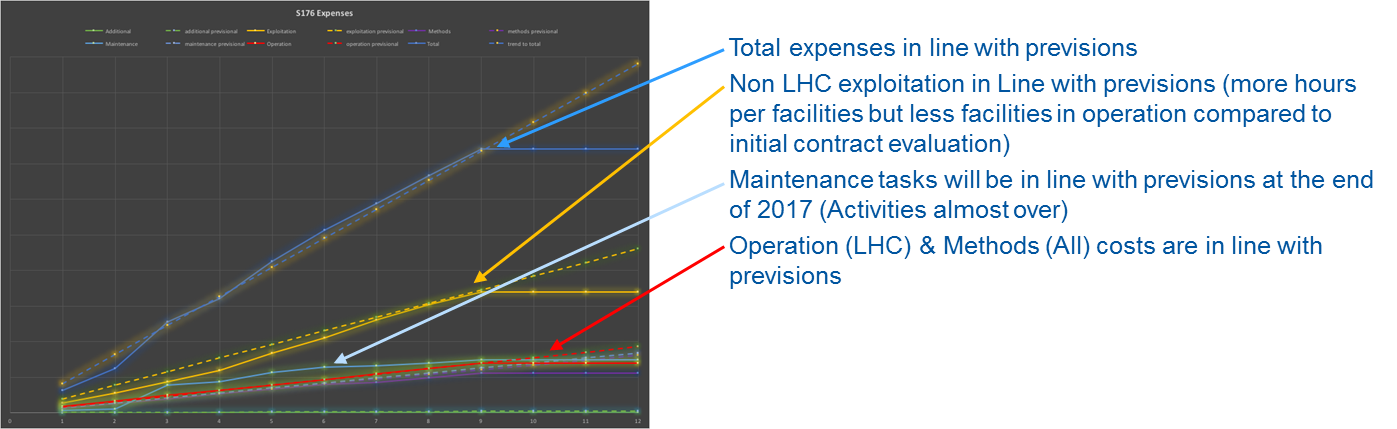 S176 Expenses
Additional additional previsional Exploitation exploitation previsional Methods methods previsional
Maintenance maintenance previsional Operation operation previsional Total trend to total
Total expenses in line with previsions
Non LHC exploitation in Line with previsions (more hours
per facilities but less facilities in operation compared to
initial contract evaluation)
Maintenance tasks will be in line with previsions at the end
of 2017 (Activities almost over)
Operation (LHC) & Methods (All) costs are in line with
previsions
0 1 2 3 4 5 6 7 8 9 10 11 12